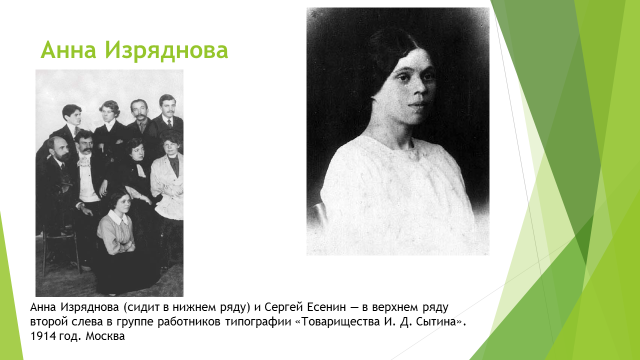 Анна Изряднова
Анна Изряднова (сидит в нижнем ряду) и Сергей Есенин — в верхнем ряду
второй слева в группе работников типографии «Товарищества И. Д. Сытина».
1914 год. Москва